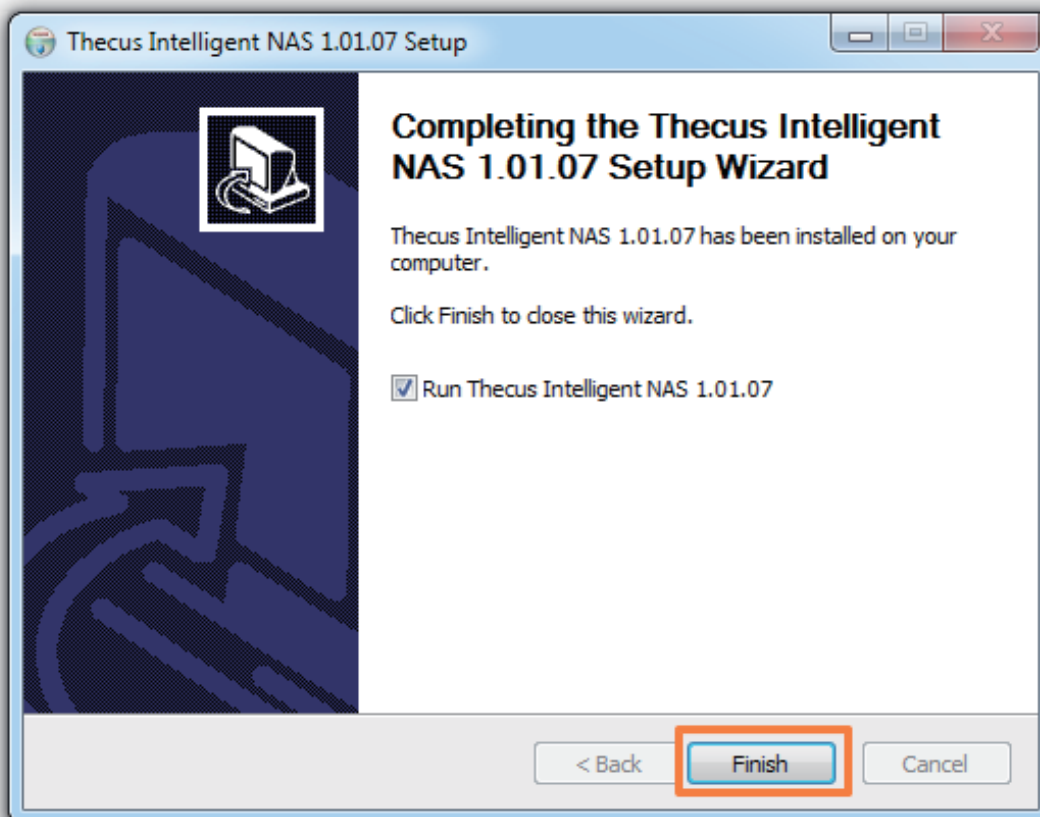 Thecus Intelligent NAS 1.01.07 Setup
Completing the Thecus Intelligent
NAS 1.01.07 Setup Wizard
Thecus Intelligent NAS 1.01.07 has been installed on your
computer.
Click Finish to close this wizard.
Run Thecus Intelligent NAS 1.01.07
< Back Finish Cancel